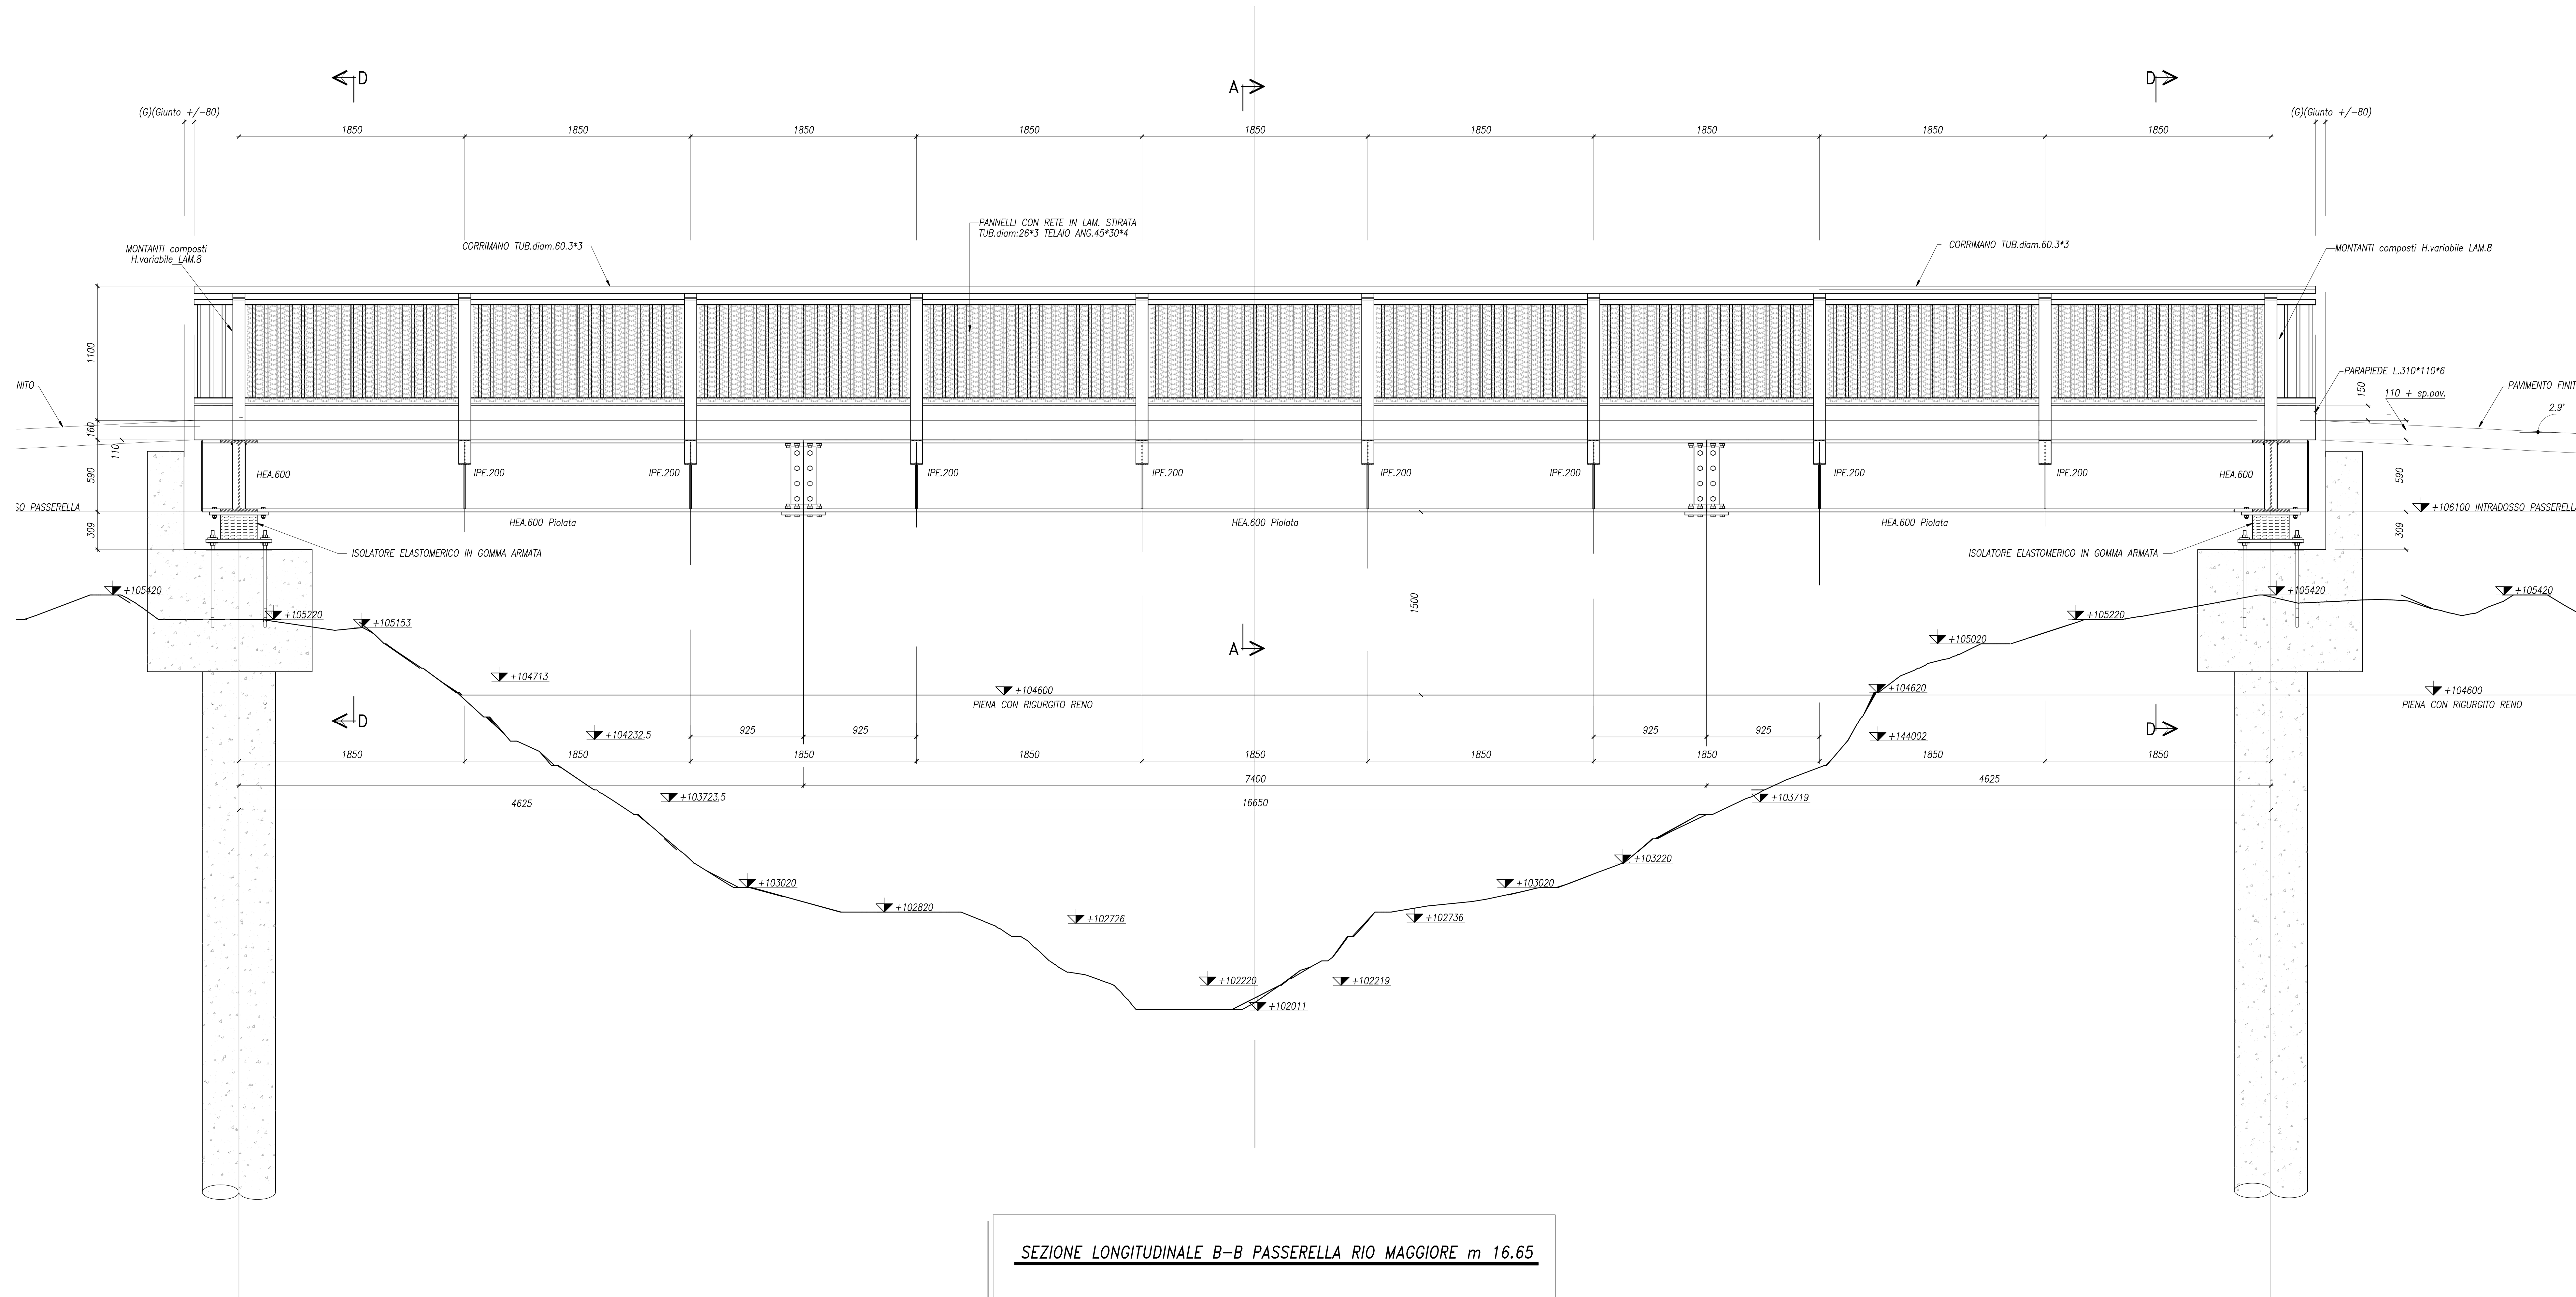 D
A
D
(G)(Giunto +/-80)
(G)(Giunto +/-80)
1850 1850 1850 1850 1850 1850 1850 1850 1850
PANNELLI CON RETE IN LAM. STIRATA
TUB.diam:26*3 TELAIO ANG.45*30*4
MONTANTI composti
H.variabile LAM.8
CORRIMANO TUB.diam.60.3*3
CORRIMANO TUB.diam.60.3*3
MONTANTI composti H.variabile LAM.8
1100
NITO
PARAPIEDE L.310*110*6
150
110 + sp.pav.
PAVIMENTO FINIT
2.9°
160
110
590
HEA.600
IPE.200
IPE.200
IPE.200
IPE.200
IPE.200
IPE.200
IPE.200
IPE.200
HEA.600
590
SO PASSERELLA
+106100 INTRADOSSO PASSERELLA
HEA.600 Piolata
HEA.600 Piolata
HEA.600 Piolata
309
309
ISOLATORE ELASTOMERICO IN GOMMA ARMATA
ISOLATORE ELASTOMERICO IN GOMMA ARMATA
+105420
+105220
+105153
1500
+105420
+105420
+105220
+105020
A
+104713
+104600
PIENA CON RIGURGITO RENO
+104620
+104600
PIENA CON RIGURGITO RENO
D
D
+104232,5
925 925
925 925
+144002
1850 1850 1850 1850 1850 1850 1850 1850 1850
7400
4625
+103723,5
4625
16650
+103719
+103220
+103020
+103020
+102820
+102726
+102736
+102220
+102219
+102011
SEZIONE LONGITUDINALE B-B PASSERELLA RIO MAGGIORE m 16.65